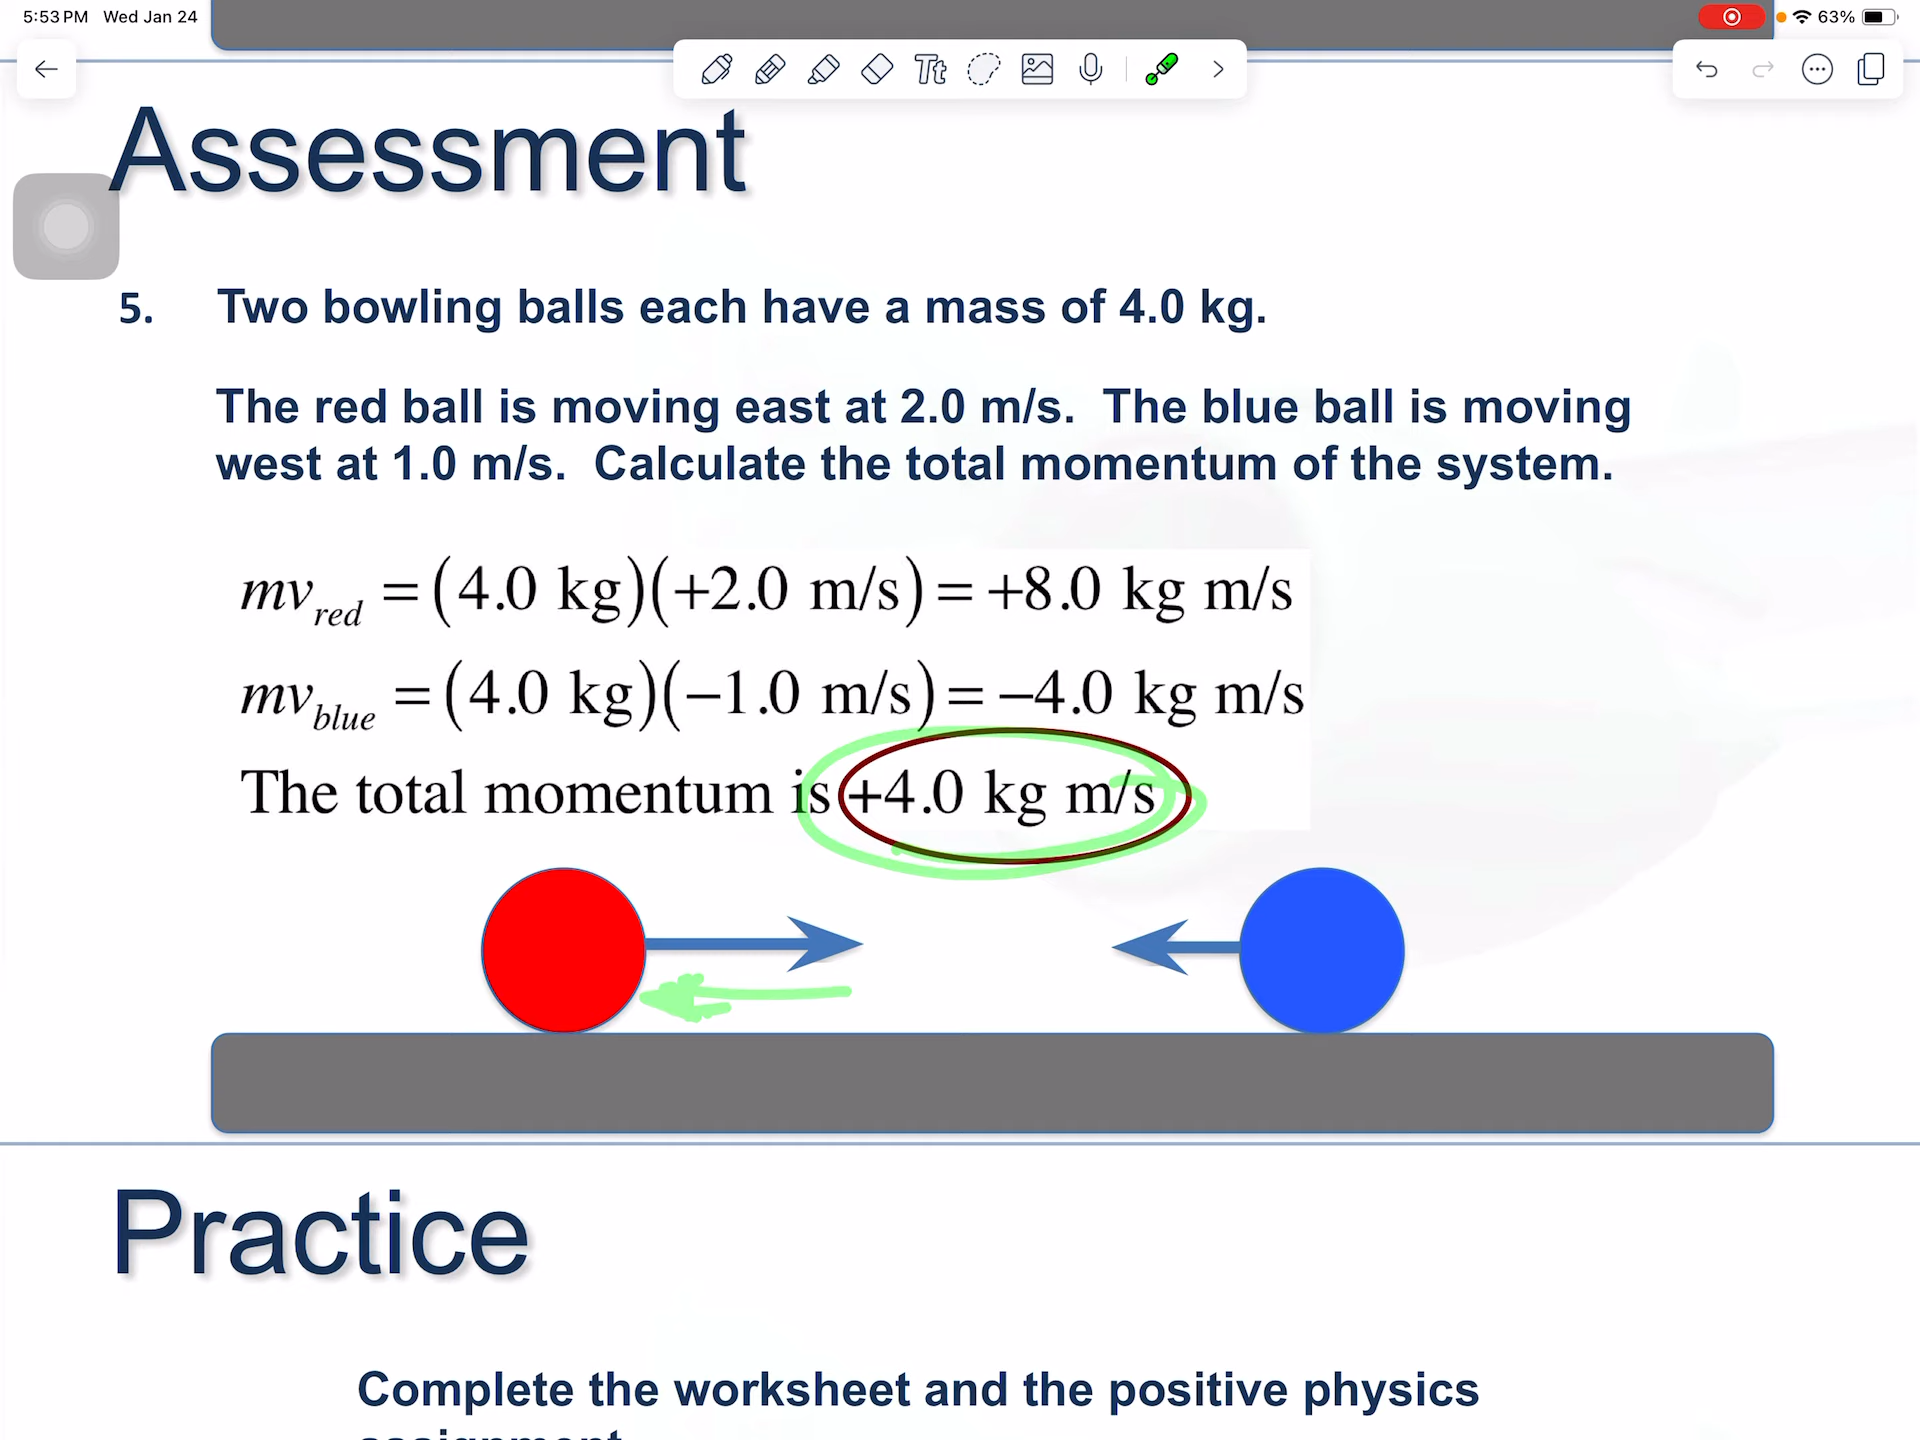 5:53 PM Wed Jan 24
63%
Tt
Assessment
5. Two bowling balls each have a mass of 4.0 kg.
The red ball is moving east at 2.0 m/s. The blue ball is moving
west at 1.0 m/s. Calculate the total momentum of the system.
mv_red = (4.0 kg)(+2.0 m/s) = +8.0 kg m/s
mv_blue = (4.0 kg)(−1.0 m/s) = −4.0 kg m/s
The total momentum is +4.0 kg m/s
Practice
Complete the worksheet and the positive physics
assignment